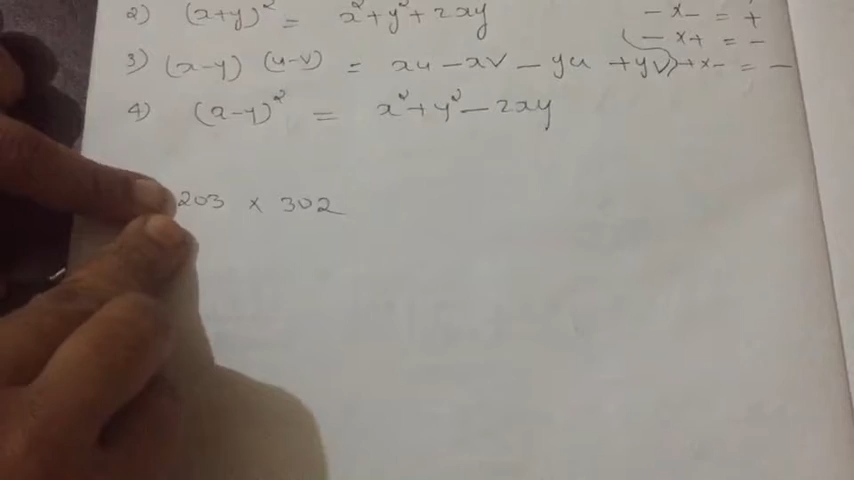 2) (x+y)² = x²+y²+2xy
- x - = +
- x + = -
3) (x-y) (u-v) = xu - xv - yu + yv
+ x - = -
4) (x-y)² = x²+y²-2xy
203 x 302